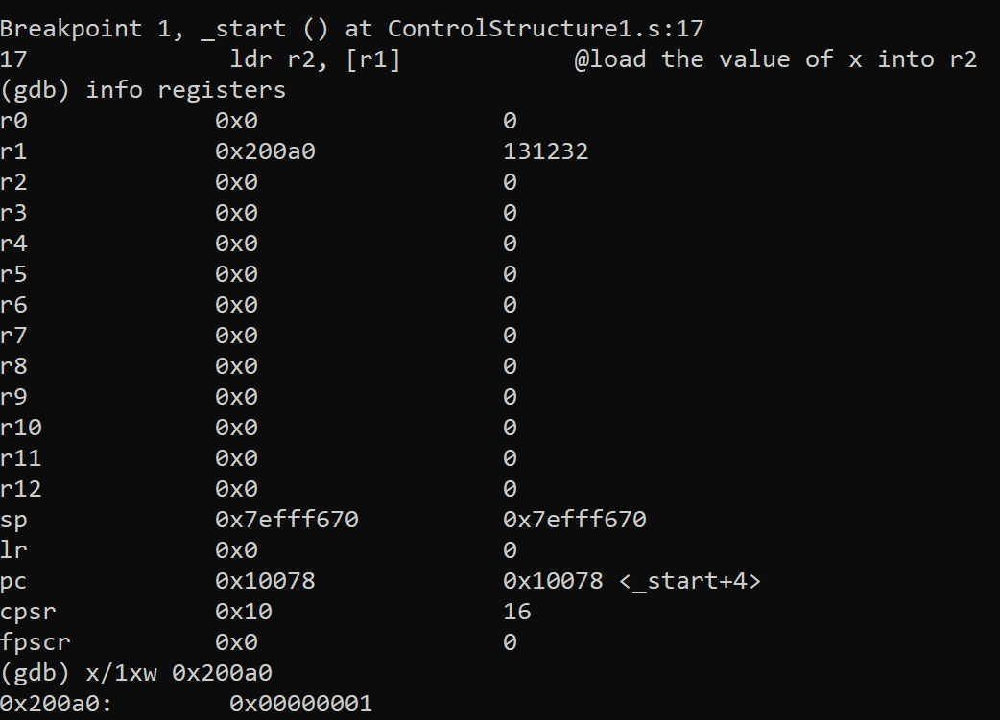 Breakpoint 1, _start () at ControlStructure1.s:17
17              ldr r2, [r1]            @load the value of x into r2
(gdb) info registers
r0             0x0                 0
r1             0x200a0             131232
r2             0x0                 0
r3             0x0                 0
r4             0x0                 0
r5             0x0                 0
r6             0x0                 0
r7             0x0                 0
r8             0x0                 0
r9             0x0                 0
r10            0x0                 0
r11            0x0                 0
r12            0x0                 0
sp             0x7efff670          0x7efff670
lr             0x0                 0
pc             0x10078             0x10078 <_start+4>
cpsr           0x10                16
fpscr          0x0                 0
(gdb) x/1xw 0x200a0
0x200a0:        0x00000001